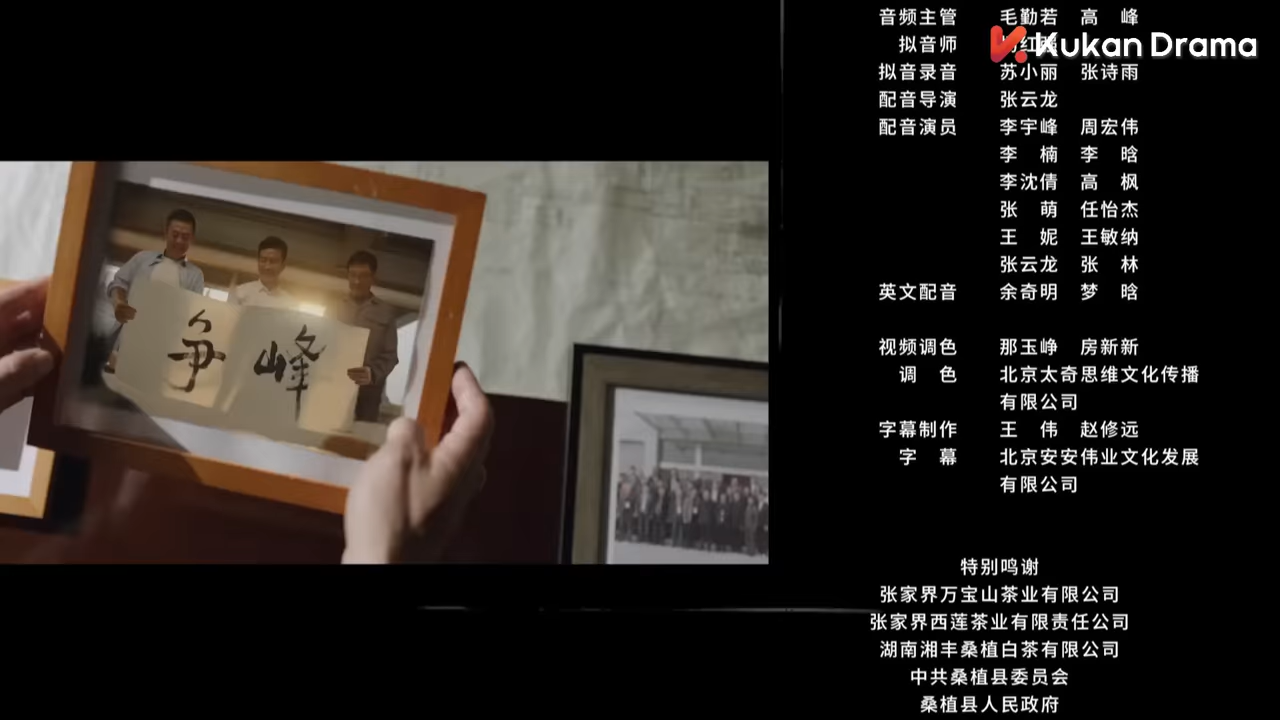 音频主管 毛勤若 高 峰
拟音师 红
Kukan Drama
拟音录音 苏小丽 张诗雨
配音导演 张云龙
配音演员 李宇峰 周宏伟
李 楠 李 晗
李沈倩 高 枫
张 萌 任怡杰
王 妮 王敏纳
张云龙 张 林
英文配音 余奇明 梦 晗
视频调色 那玉峥 房新新
调 色 北京太奇思维文化传播
有限公司
字幕制作 王 伟 赵修远
字 幕 北京安安伟业文化发展
有限公司
特别鸣谢
张家界万宝山茶业有限公司
张家界西莲茶业有限责任公司
湖南湘丰桑植白茶有限公司
中共桑植县委员会
桑植县人民政府
争峰